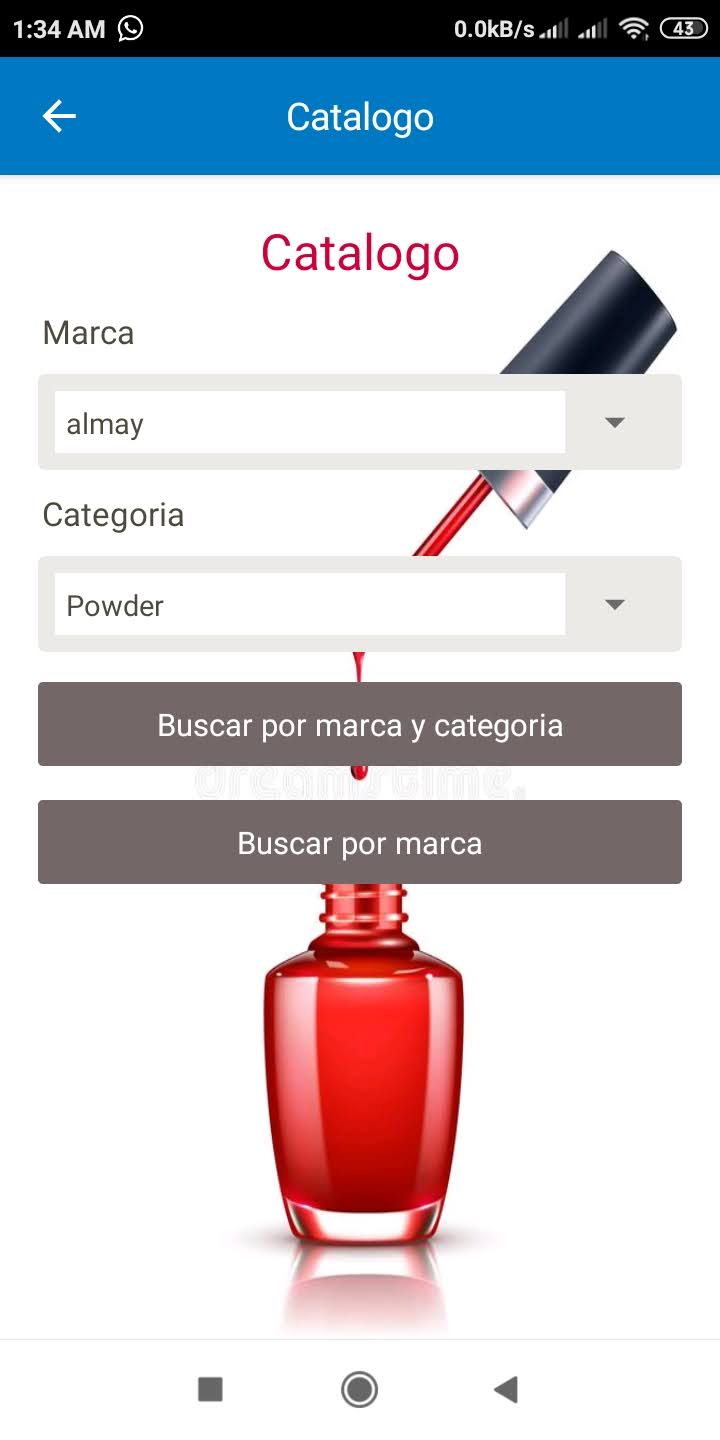 1:34 AM 0.0kB/s 43
Catalogo
Catalogo
Marca
almay
Categoria
Powder
Buscar por marca y categoria
dreamstime.
Buscar por marca